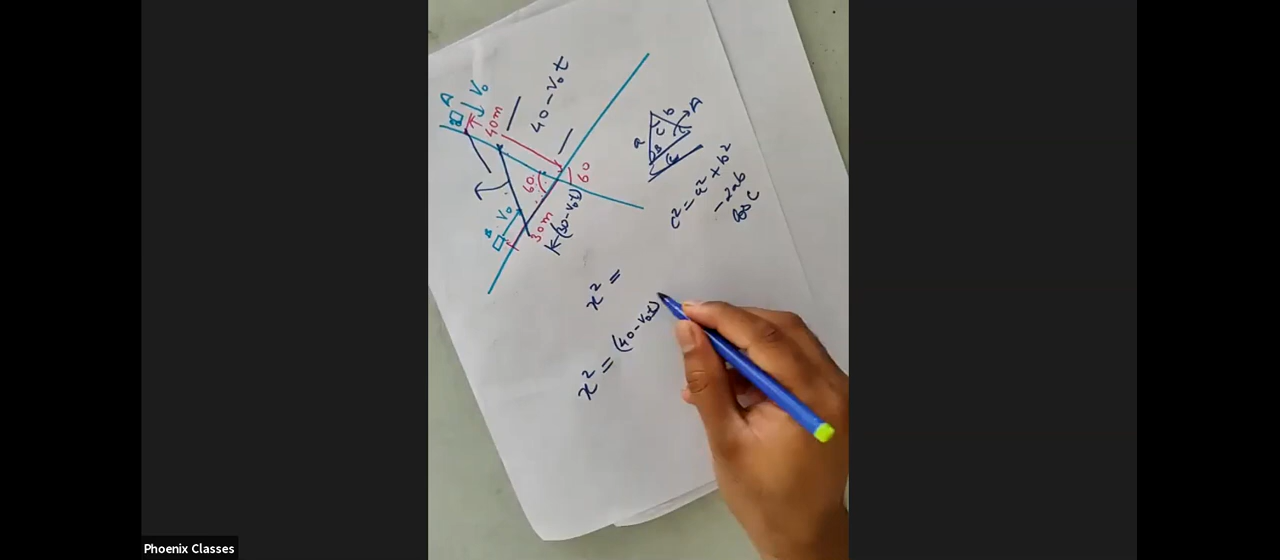 A
V₀
40m
40-V₀t
60
60
B
V₀
30m
(30-V₀t)
a
b
c
A
B
C
c² = a² + b²
-2ab
cos C
x² =
x² = (40-V₀t)
Phoenix Classes